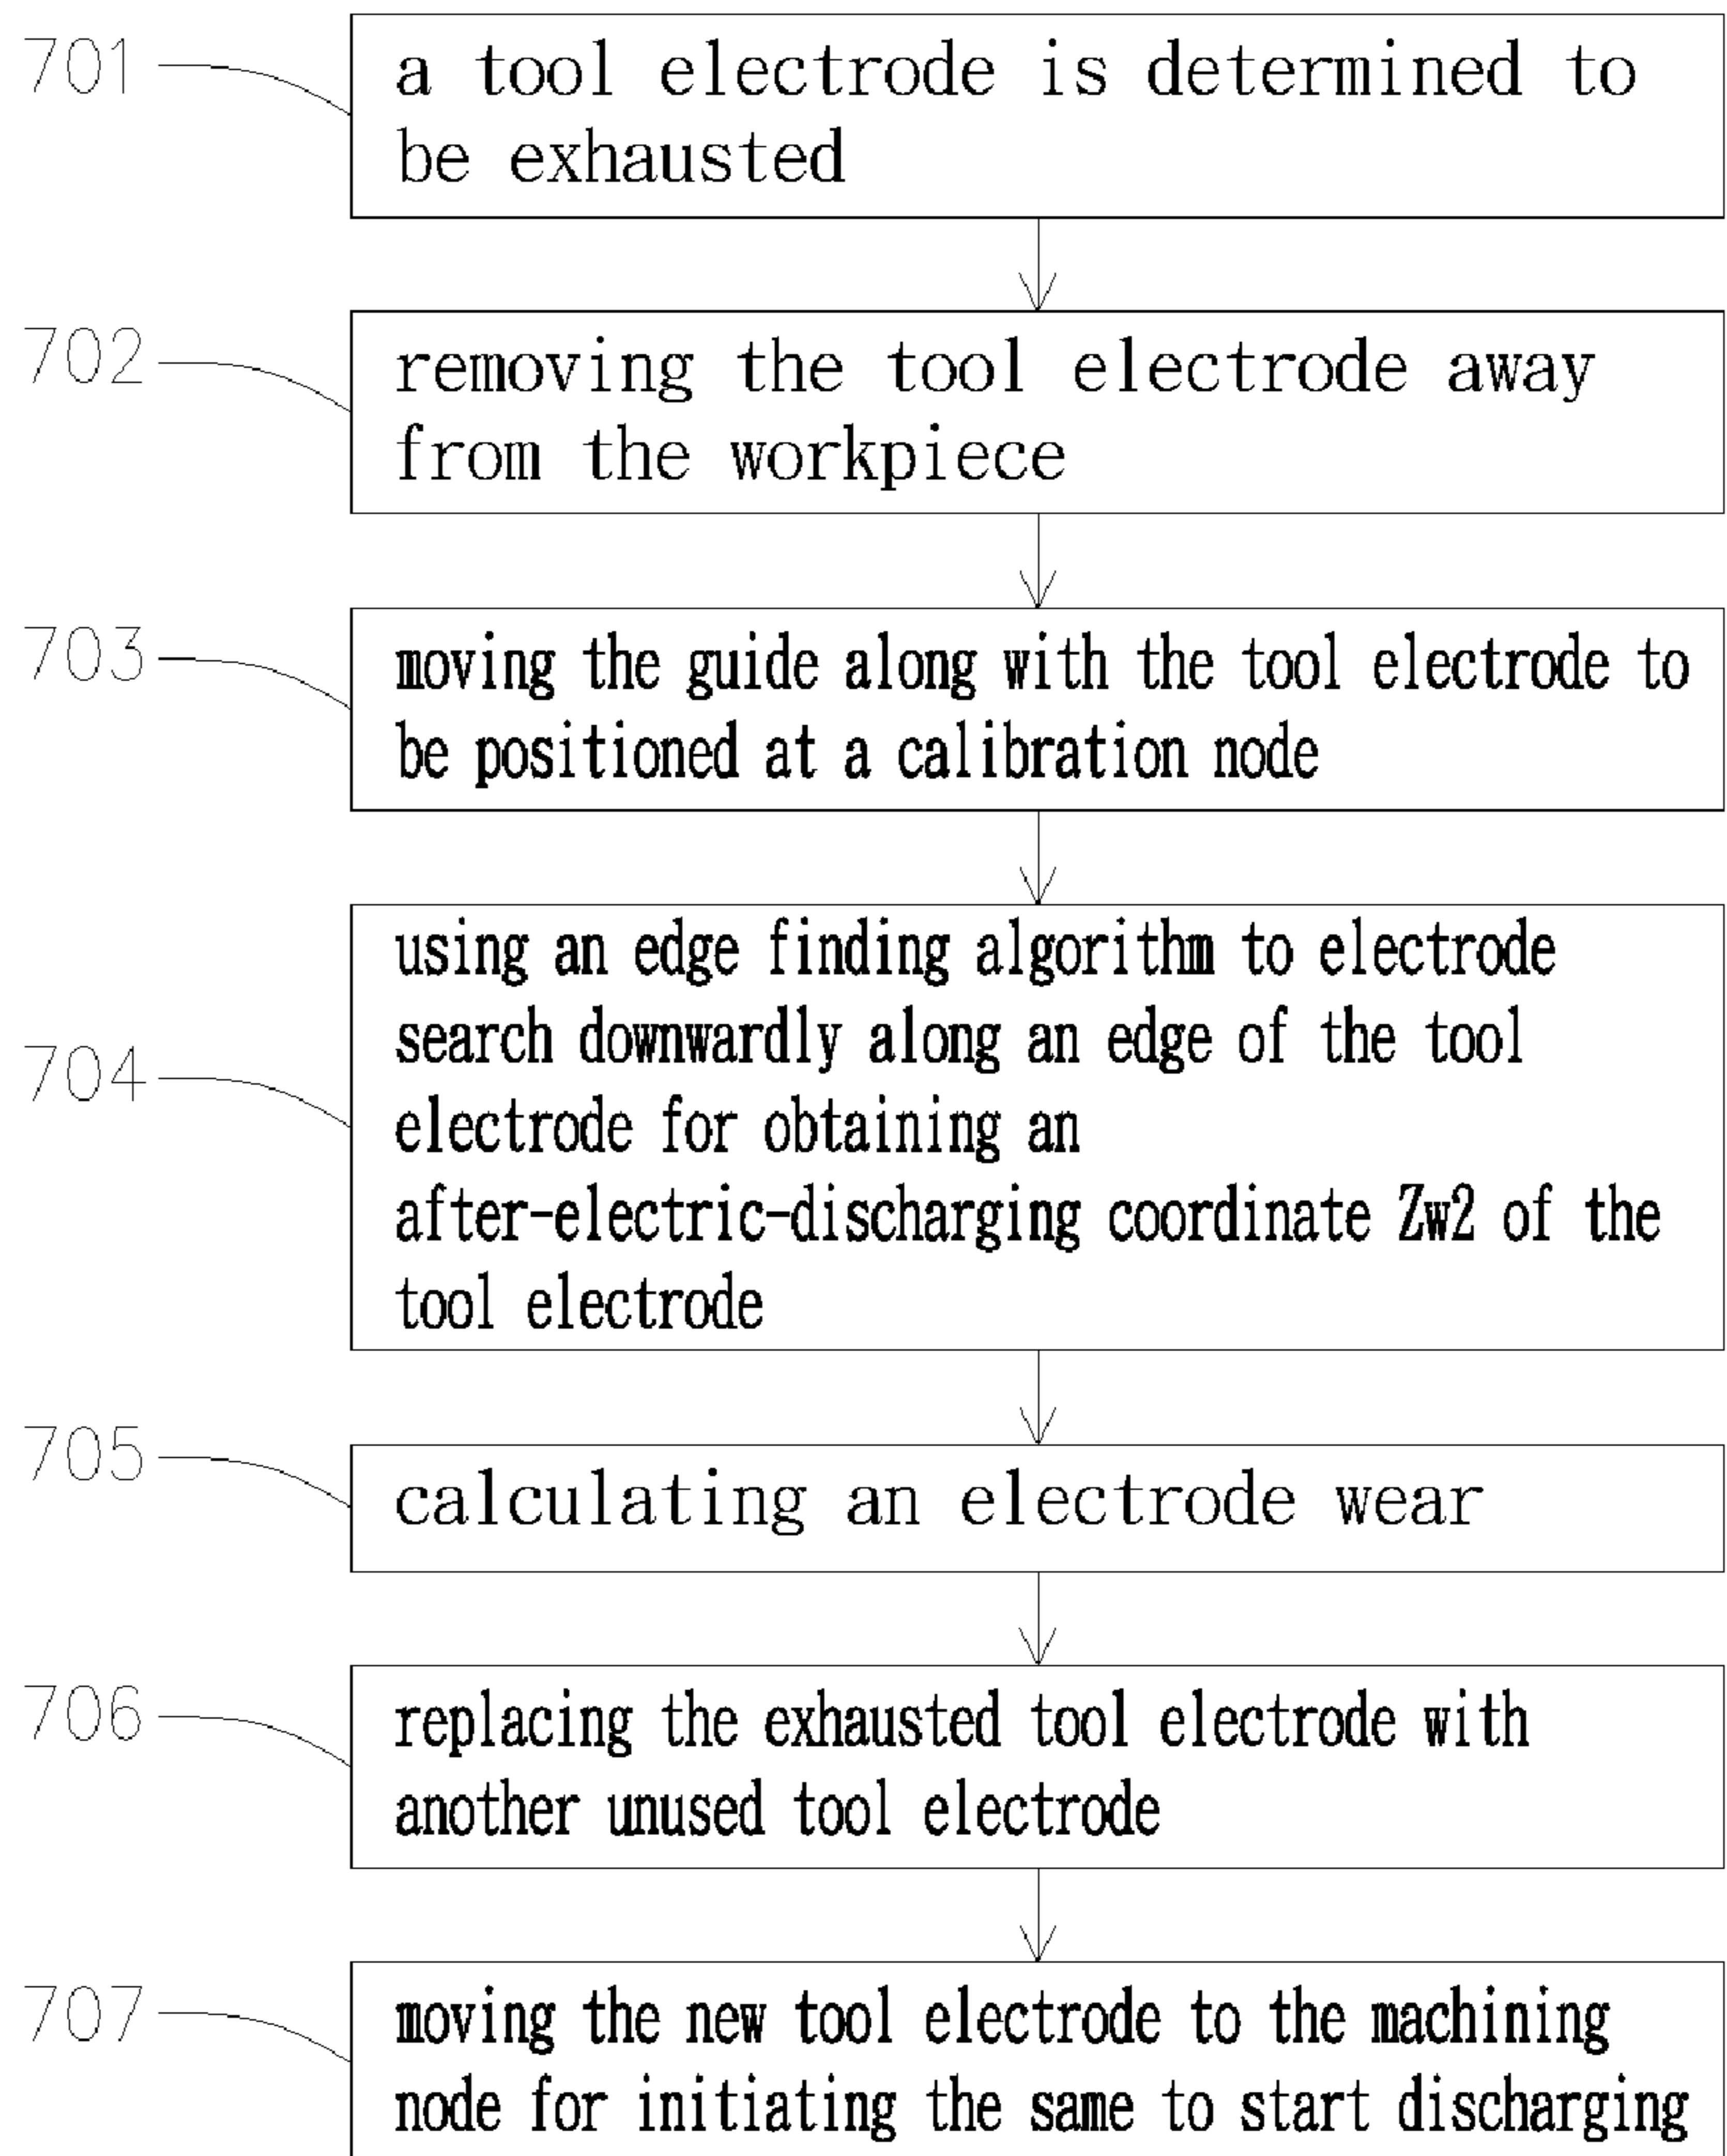 701
a tool electrode is determined to
be exhausted
702
removing the tool electrode away
from the workpiece
703
moving the guide along with the tool electrode to
be positioned at a calibration node
704
using an edge finding algorithm to electrode
search downwardly along an edge of the tool
electrode for obtaining an
after-electric-discharging coordinate Zw2 of the
tool electrode
705
calculating an electrode wear
706
replacing the exhausted tool electrode with
another unused tool electrode
707
moving the new tool electrode to the machining
node for initiating the same to start discharging